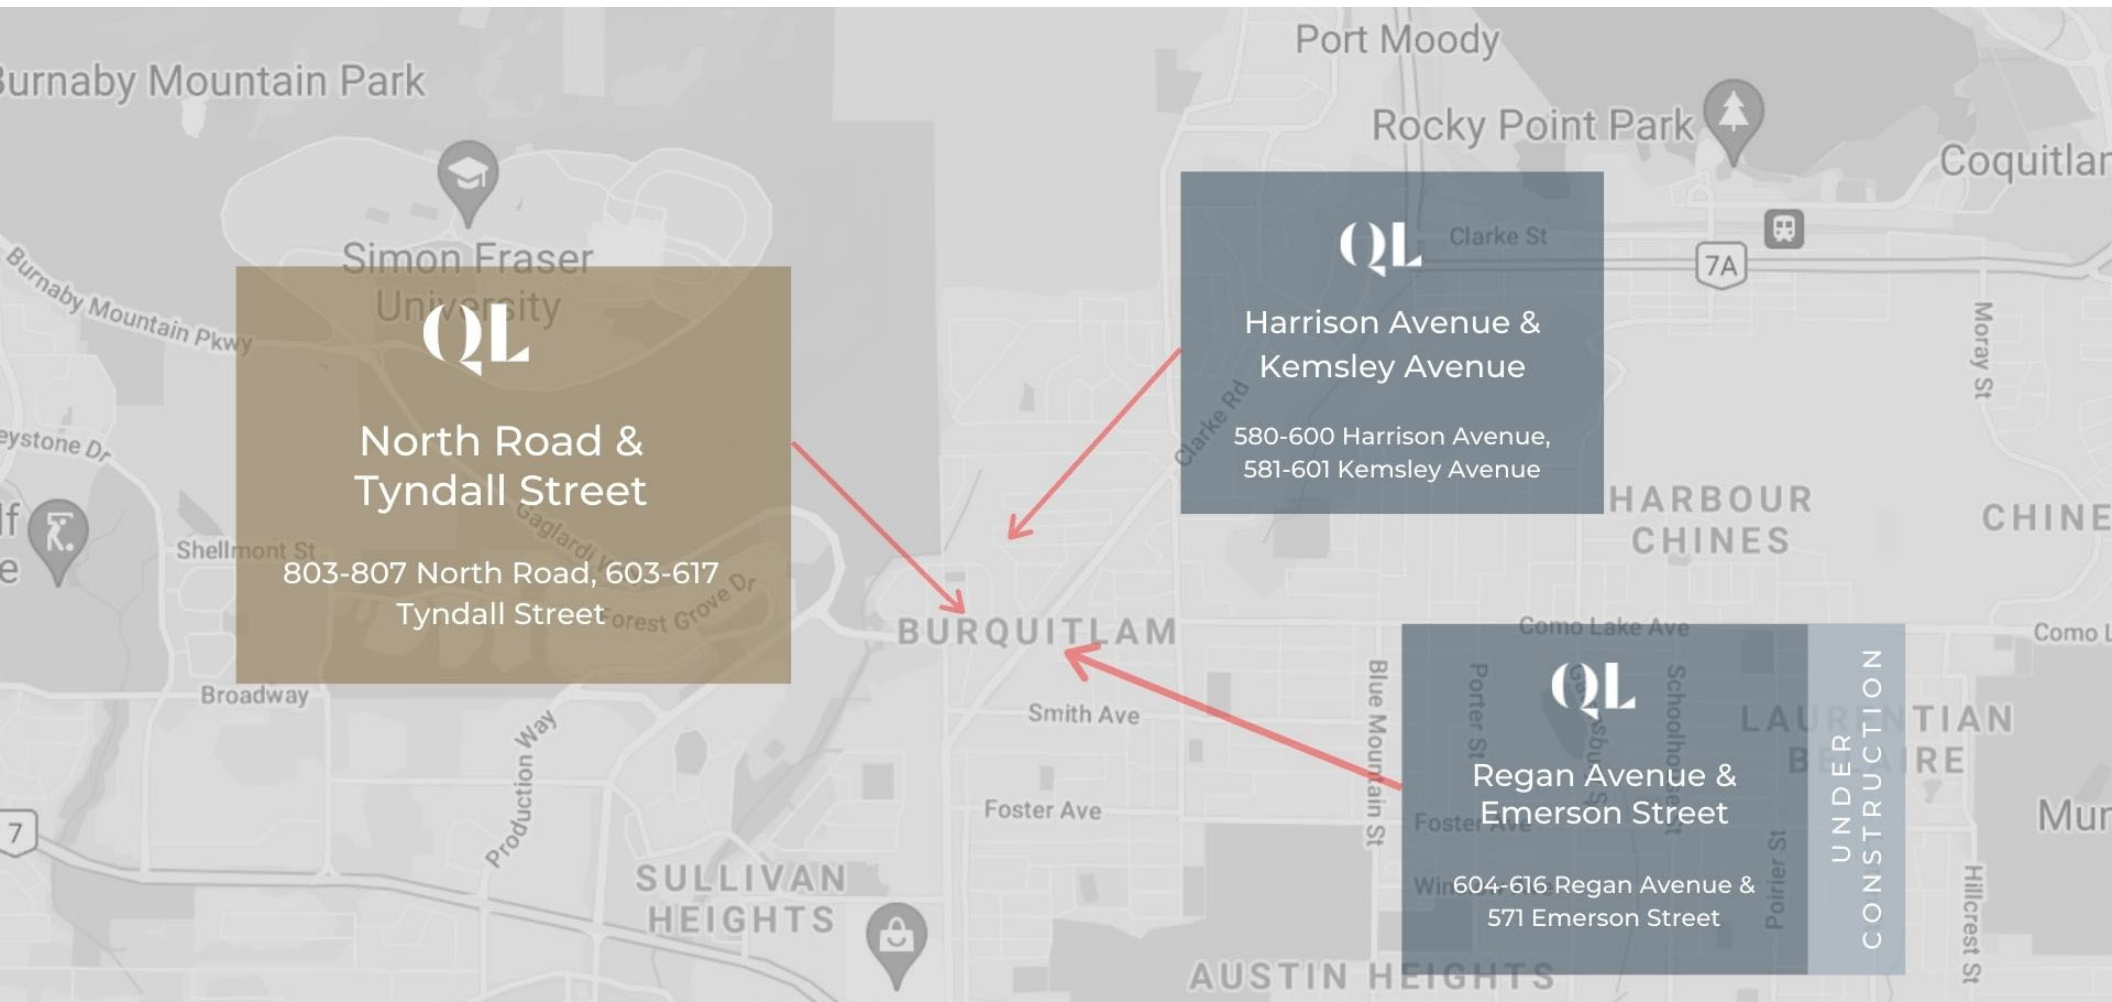 Port Moody
Burnaby Mountain Park
Rocky Point Park
Coquitlam
Simon Fraser
University
Burnaby Mountain Pkwy
QL
North Road &
Tyndall Street
803-807 North Road, 603-617
Tyndall Street
QL
Clarke St
7A
Harrison Avenue &
Kemsley Avenue
580-600 Harrison Avenue,
581-601 Kemsley Avenue
Clarke Rd
Moray St
eystone Dr
lf
e
Shellmont St
Gaglardi Way
Forest Grove Dr
HARBOUR
CHINES
CHINE
BURQUITLAM
Como Lake Ave
Como L
Broadway
Production Way
Smith Ave
Foster Ave
Blue Mountain St
Porter St
Schoolhouse St
LAURENTIAN
BELAIRE
QL
Regan Avenue &
Emerson Street
604-616 Regan Avenue &
571 Emerson Street
UNDER
CONSTRUCTION
Foster Ave
Poirier St
Hillcrest St
Mun
7
SULLIVAN
HEIGHTS
AUSTIN HEIGHTS